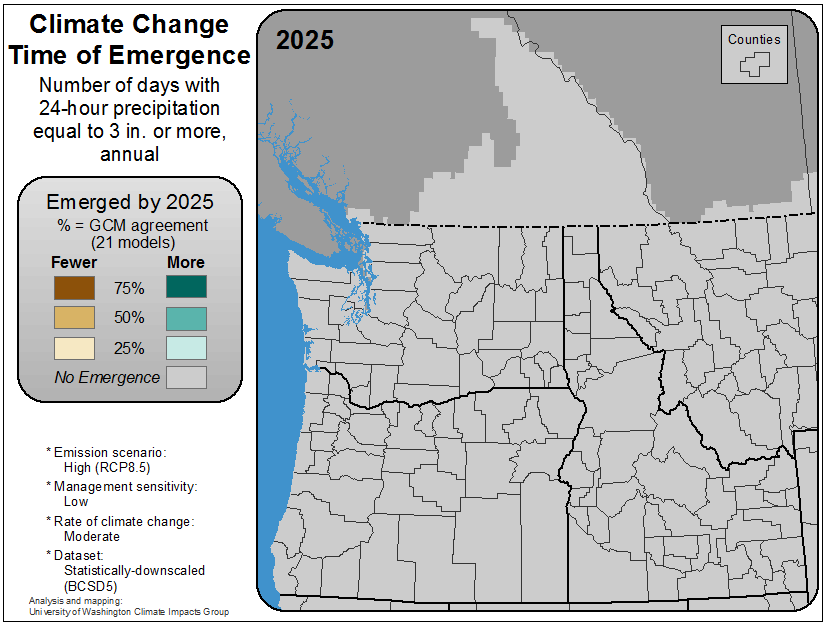 Climate Change
Time of Emergence
Number of days with
24-hour precipitation
equal to 3 in. or more,
annual
Emerged by 2025
% = GCM agreement
(21 models)
Fewer More
75%
50%
25%
No Emergence
* Emission scenario:
High (RCP8.5)
* Management sensitivity:
Low
* Rate of climate change:
Moderate
* Dataset:
Statistically-downscaled
(BCSD5)
Analysis and mapping:
University of Washington Climate Impacts Group
2025
Counties